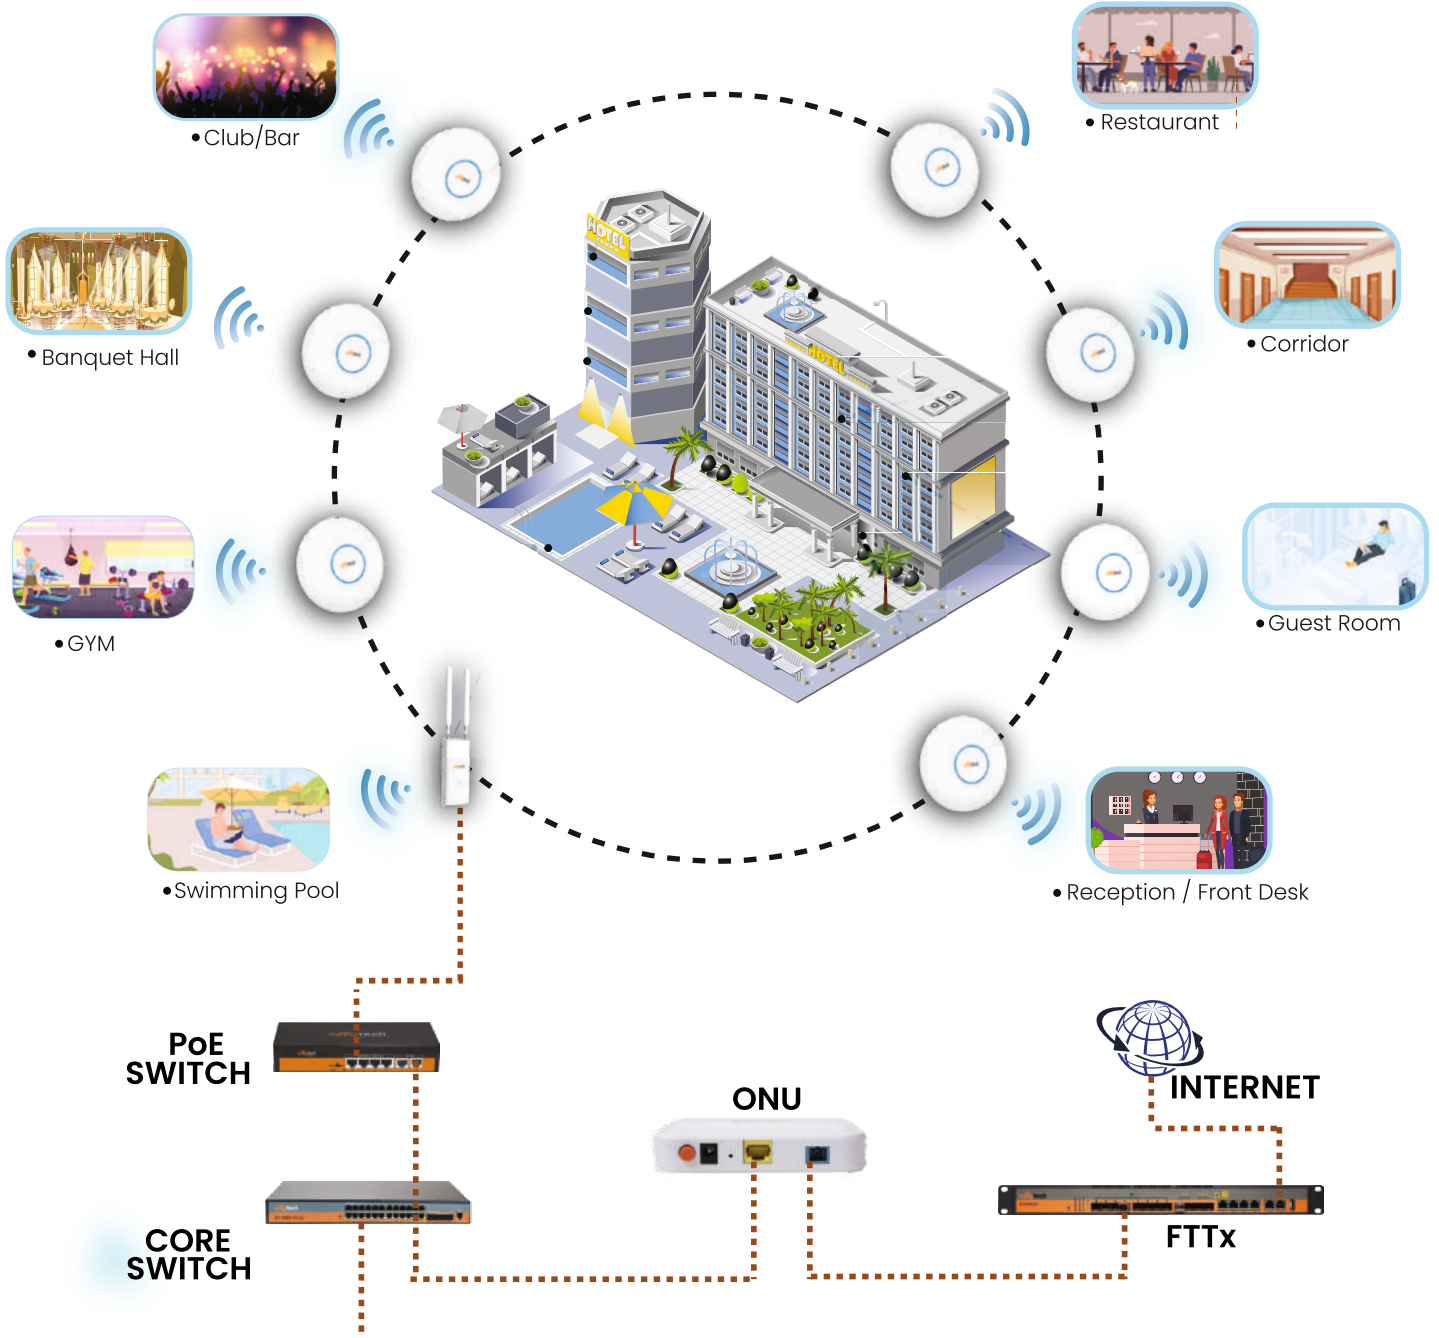 • Club/Bar
• Restaurant
HOTEL
• Banquet Hall
• Corridor
HOTEL
• GYM
• Guest Room
• Swimming Pool
• Reception / Front Desk
PoE
SWITCH
ONU
INTERNET
CORE
SWITCH
FTTx